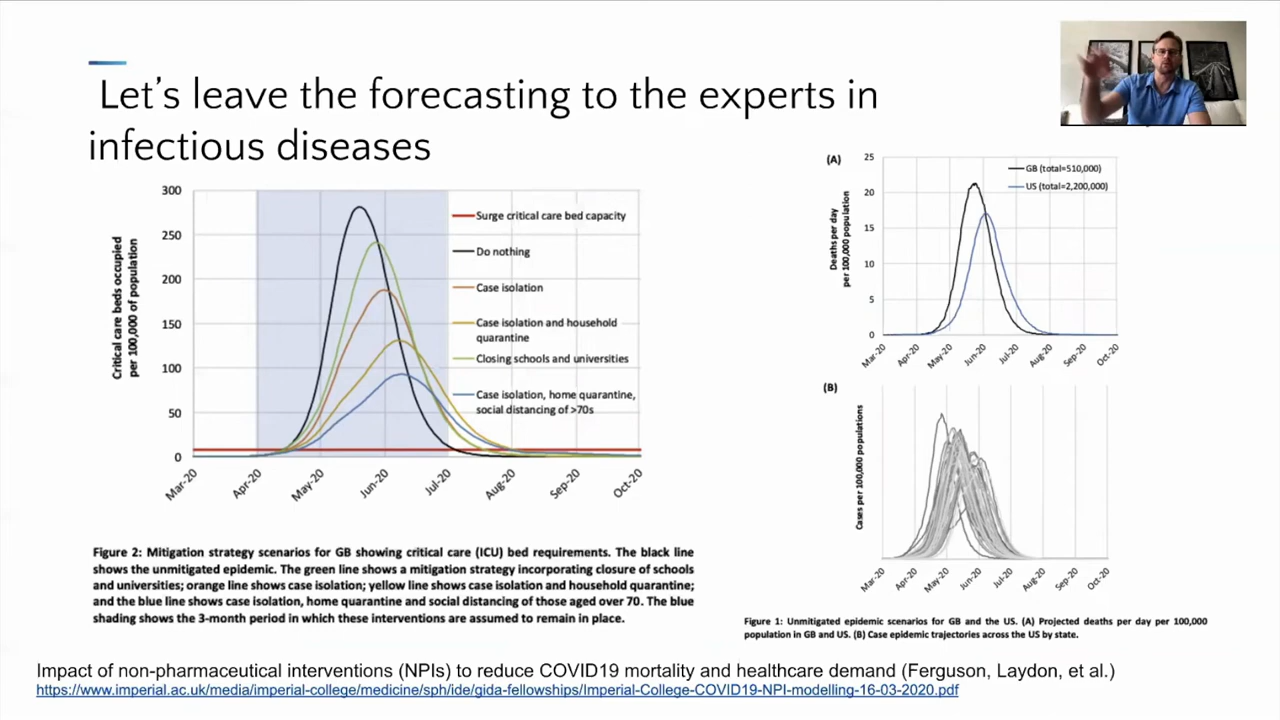 Let's leave the forecasting to the experts in
infectious diseases
300
250
200
150
100
50
0
Critical care beds occupied
per 100,000 of population
Surge critical care bed capacity
Do nothing
Case isolation
Case isolation and household
quarantine
Closing schools and universities
Case isolation, home quarantine,
social distancing of >70s
Mar-20
Apr-20
May-20
Jun-20
Jul-20
Aug-20
Sep-20
Oct-20
Figure 2: Mitigation strategy scenarios for GB showing critical care (ICU) bed requirements. The black line
shows the unmitigated epidemic. The green line shows a mitigation strategy incorporating closure of schools
and universities; orange line shows case isolation; yellow line shows case isolation and household quarantine;
and the blue line shows case isolation, home quarantine and social distancing of those aged over 70. The blue
shading shows the 3-month period in which these interventions are assumed to remain in place.
(A)
25
20
15
10
5
0
Deaths per day
per 100,000 population
GB (total=510,000)
US (total=2,200,000)
Mar-20
Apr-20
May-20
Jun-20
Jul-20
Aug-20
Sep-20
Oct-20
(B)
Cases per 100,000 populations
Mar-20
Apr-20
May-20
Jun-20
Jul-20
Aug-20
Sep-20
Oct-20
Figure 1: Unmitigated epidemic scenarios for GB and the US. (A) Projected deaths per day per 100,000
population in GB and US. (B) Case epidemic trajectories across the US by state.
Impact of non-pharmaceutical interventions (NPIs) to reduce COVID19 mortality and healthcare demand (Ferguson, Laydon, et al.)
https://www.imperial.ac.uk/media/imperial-college/medicine/sph/ide/gida-fellowships/Imperial-College-COVID19-NPI-modelling-16-03-2020.pdf